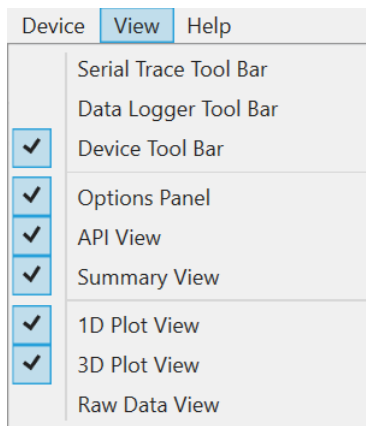 Device View Help
Serial Trace Tool Bar
Data Logger Tool Bar
Device Tool Bar
Options Panel
API View
Summary View
1D Plot View
3D Plot View
Raw Data View